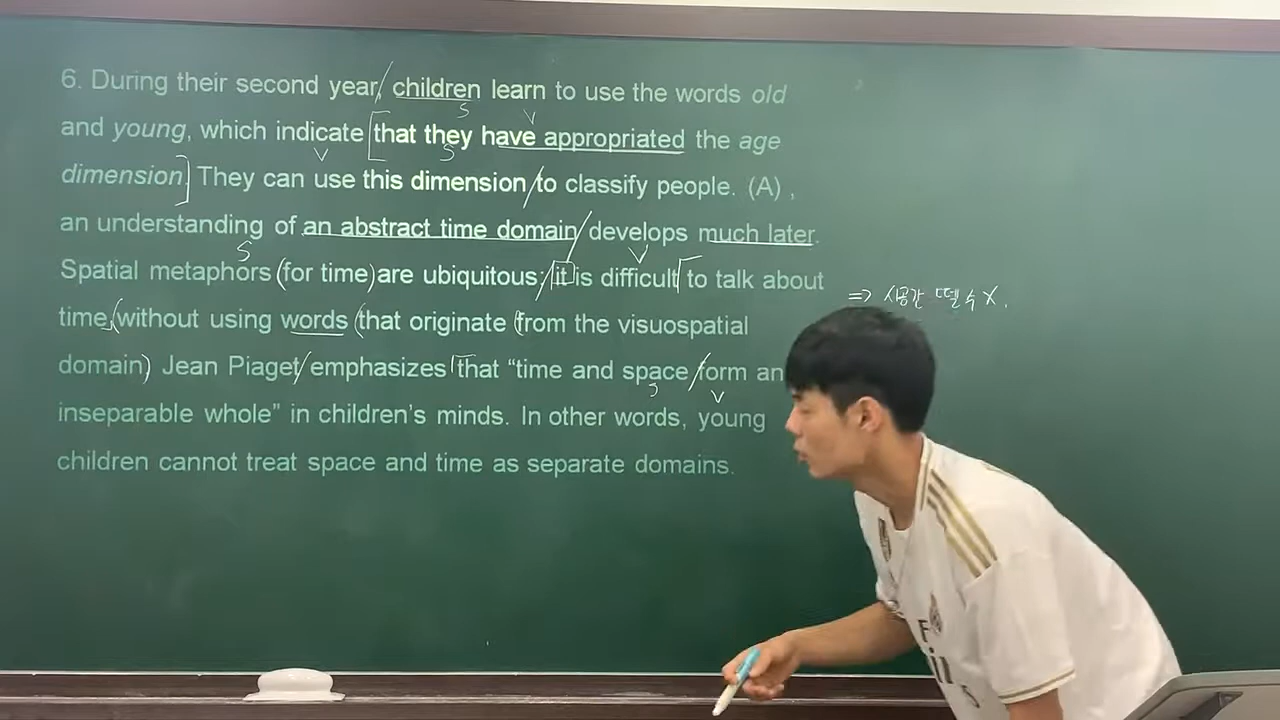 6. During their second year, children learn to use the words old
and young, which indicate that they have appropriated the age
dimension. They can use this dimension to classify people. (A) ,
an understanding of an abstract time domain develops much later.
Spatial metaphors (for time) are ubiquitous; it is difficult to talk about
time, (without using words (that originate (from the visuospatial
domain) Jean Piaget emphasizes that “time and space form an
inseparable whole” in children’s minds. In other words, young
children cannot treat space and time as separate domains.
S
V
V
S
S
V
S
V
⇒ 시공간 뗄 수 X.
F